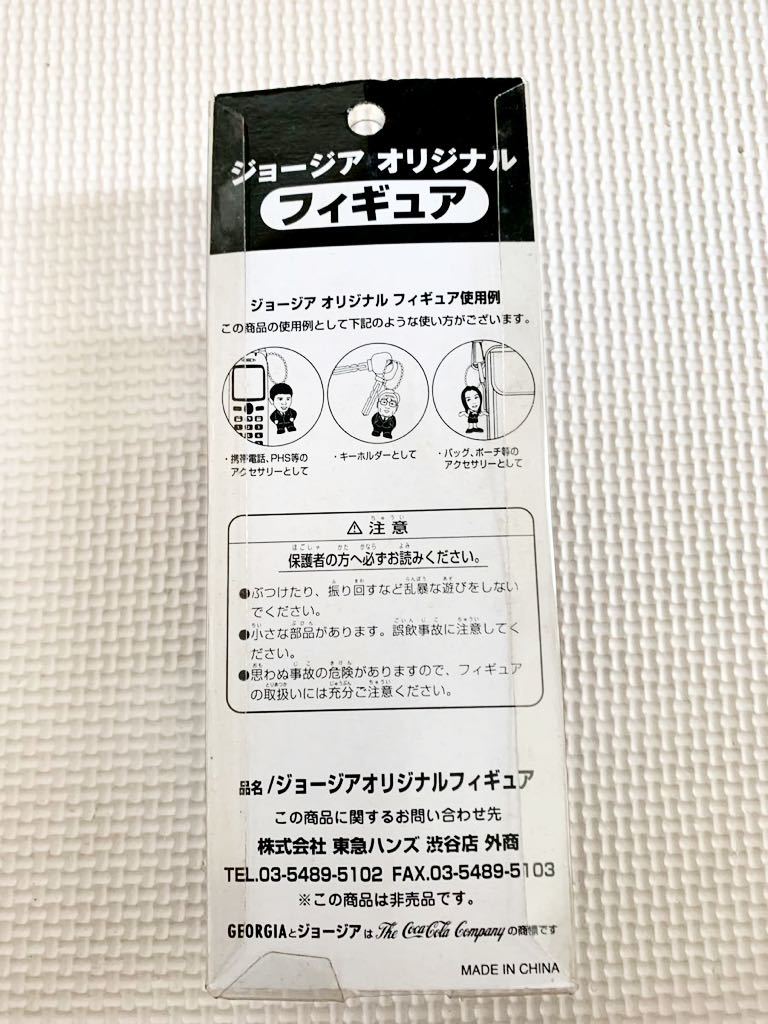 ジョージア オリジナル
フィギュア
ジョージア オリジナル フィギュア使用例
この商品の使用例として下記のような使い方がございます。
・携帯電話、PHS等の
アクセサリーとして
・キーホルダーとして
・バッグ、ポーチ等の
アクセサリーとして
⚠注意
保護者の方へ必ずお読みください。
●ぶつけたり、振り回すなど乱暴な遊びをしない
でください。
●小さな部品があります。誤飲事故に注意してく
ださい。
●思わぬ事故の危険がありますので、フィギュア
の取扱いには充分ご注意ください。
品名/ジョージアオリジナルフィギュア
この商品に関するお問い合わせ先
株式会社 東急ハンズ 渋谷店 外商
TEL.03-5489-5102 FAX.03-5489-5103
※この商品は非売品です。
GEORGIAとジョージアは The Coca-Cola Company の商標です
MADE IN CHINA